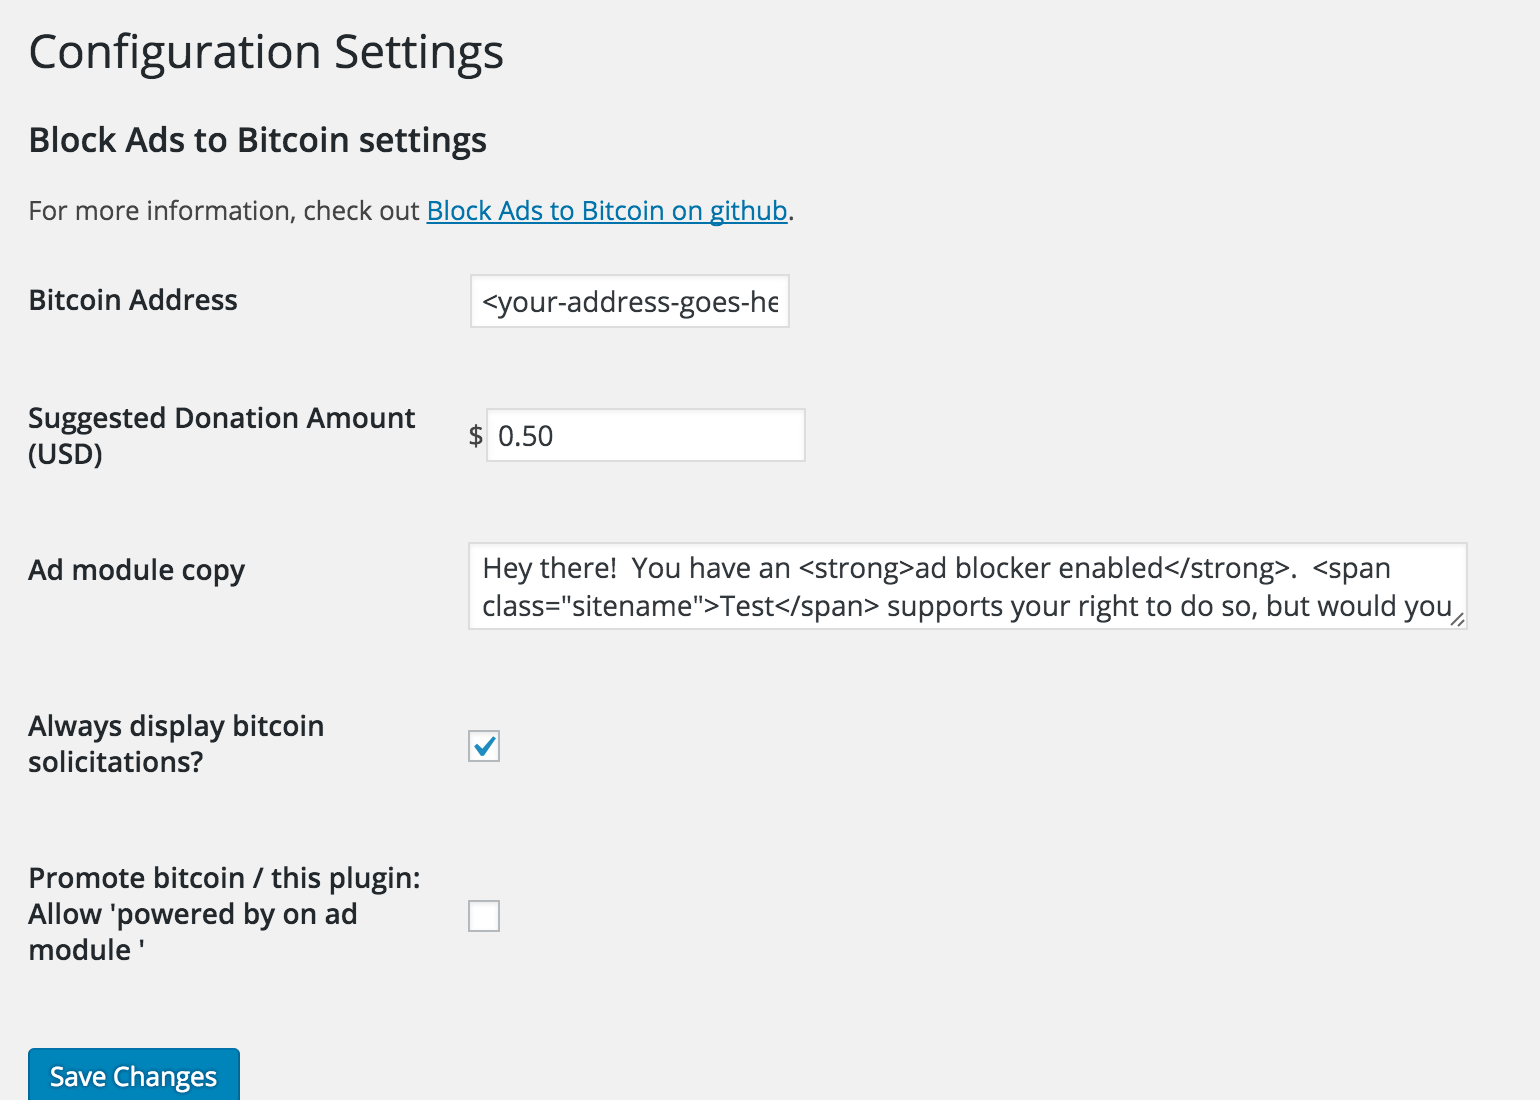 Configuration Settings
Block Ads to Bitcoin settings
For more information, check out Block Ads to Bitcoin on github.
Bitcoin Address
<your-address-goes-he
Suggested Donation Amount
(USD)
$ 0.50
Ad module copy
Hey there!  You have an <strong>ad blocker enabled</strong>.  <span
class="sitename">Test</span> supports your right to do so, but would you
Always display bitcoin
solicitations?
Promote bitcoin / this plugin:
Allow 'powered by on ad
module '
Save Changes